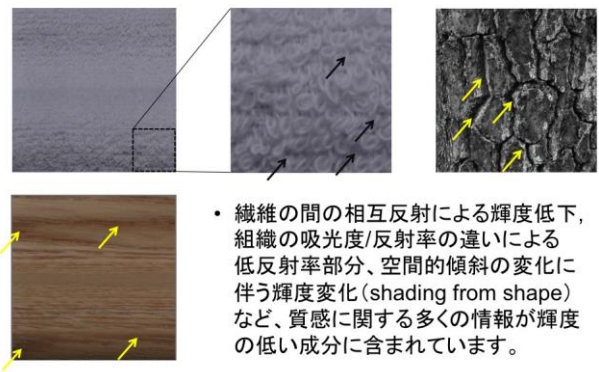 • 繊維の間の相互反射による輝度低下,
組織の吸光度/反射率の違いによる
低反射率部分、空間的傾斜の変化に
伴う輝度変化（shading from shape）
など、質感に関する多くの情報が輝度
の低い成分に含まれています。